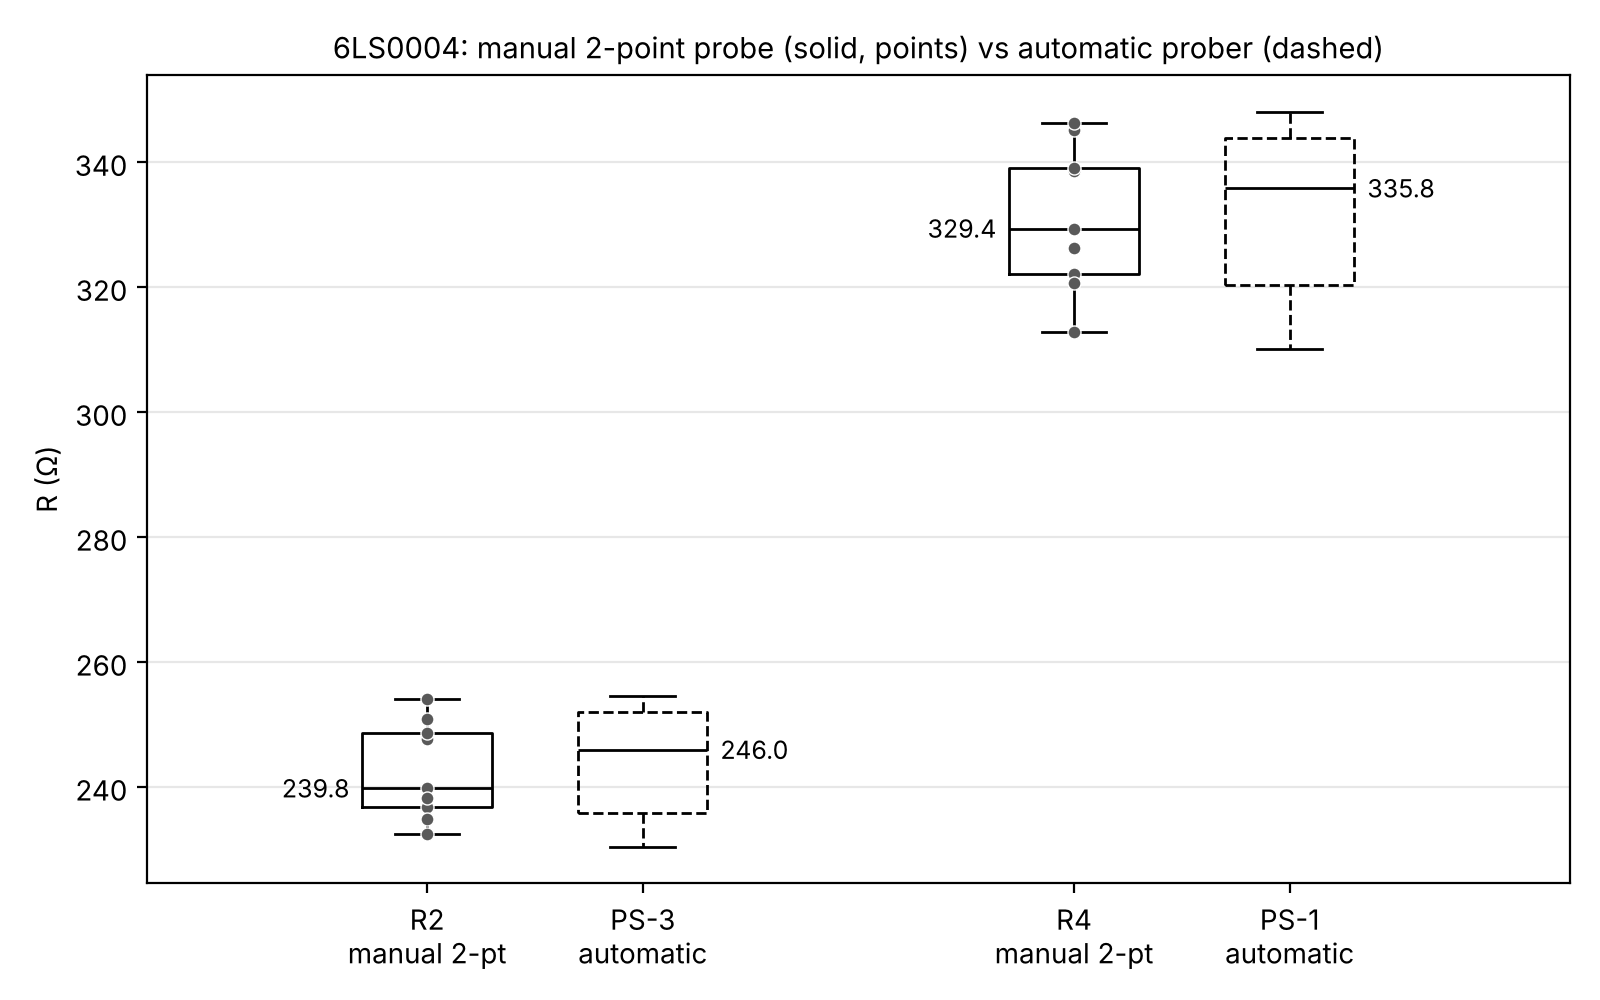 6LS0004: manual 2-point probe (solid, points) vs automatic prober (dashed)
R (Ω)
340
320
300
280
260
240
329.4
335.8
239.8
246.0
R2
manual 2-pt
PS-3
automatic
R4
manual 2-pt
PS-1
automatic